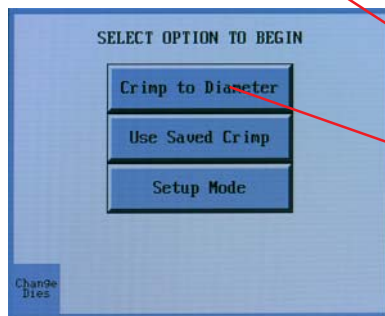 SELECT OPTION TO BEGIN
Crimp to Diameter
Use Saved Crimp
Setup Mode
Change
Dies